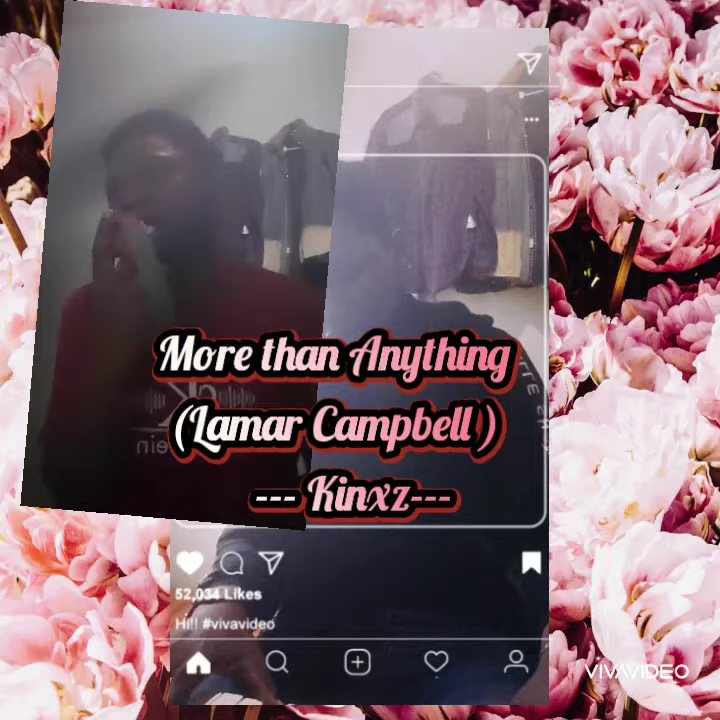 More than Anything
(Lamar Campbell )
--- Kinxz---
52,034 Likes
Hi!! #vivavideo
VIVAVIDEO